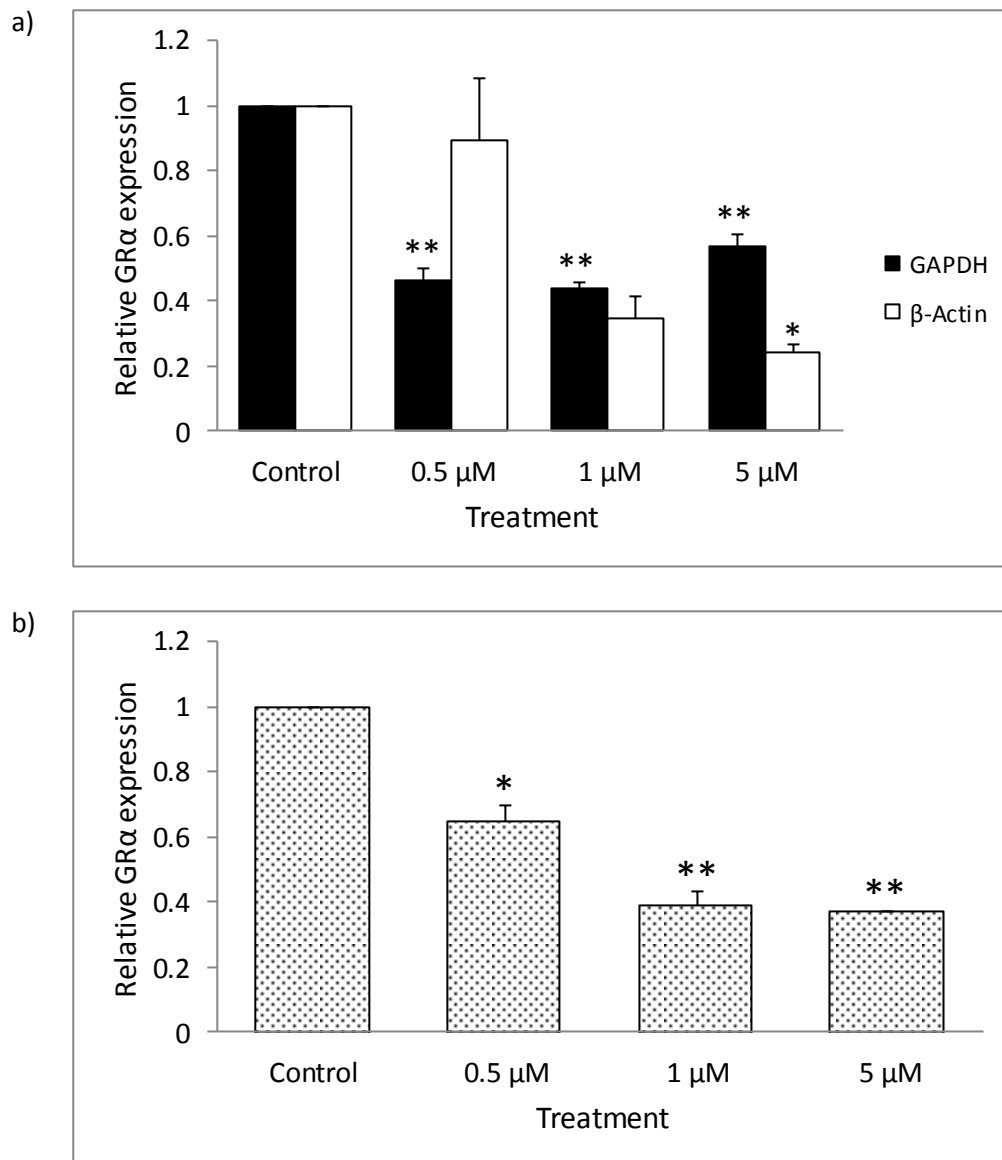 a)
1.2
1
0.8
0.6
0.4
0.2
0
Relative GRα expression
**
**
**
*
Control 0.5 µM 1 µM 5 µM
Treatment
GAPDH
β-Actin
b)
1.2
1
0.8
0.6
0.4
0.2
0
Relative GRα expression
*
**
**
Control 0.5 µM 1 µM 5 µM
Treatment